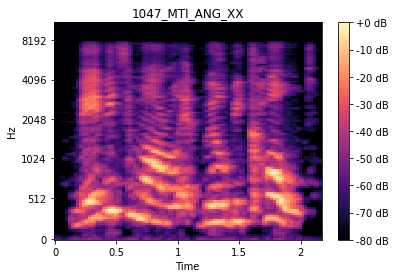 1047_MTI_ANG_XX
8192
4096
2048
1024
512
0
Hz
0
0.5
1
1.5
2
Time
+0 dB
-10 dB
-20 dB
-30 dB
-40 dB
-50 dB
-60 dB
-70 dB
-80 dB